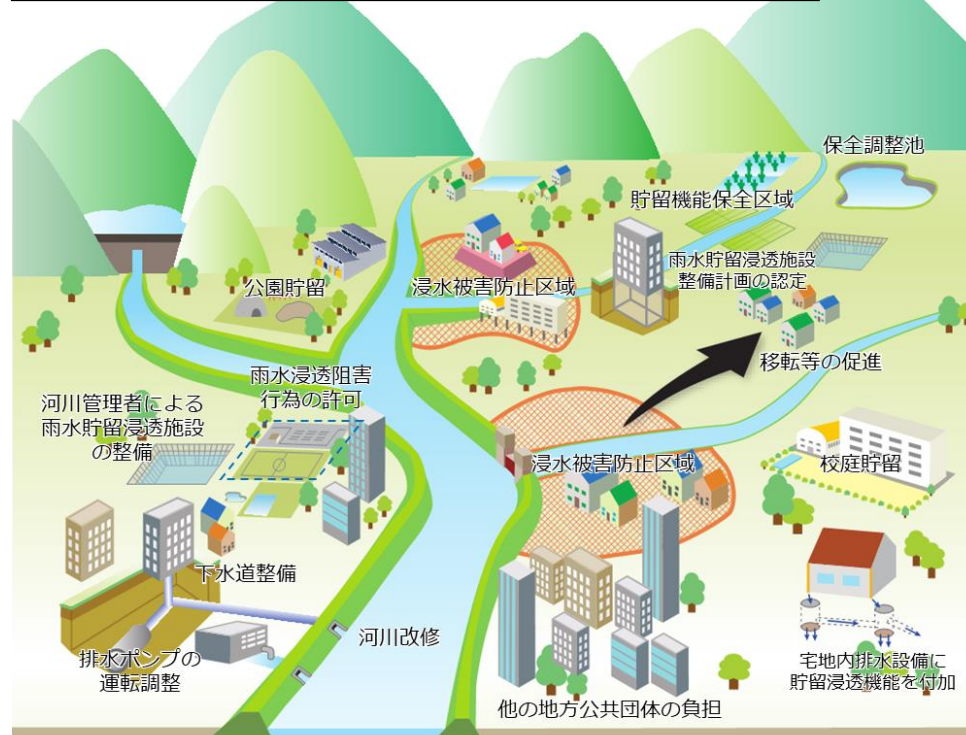 保全調整池
貯留機能保全区域
雨水貯留浸透施設
整備計画の認定
公園貯留
浸水被害防止区域
移転等の促進
雨水浸透阻害
行為の許可
河川管理者による
雨水貯留浸透施設
の整備
浸水被害防止区域
校庭貯留
下水道整備
河川改修
排水ポンプの
運転調整
宅地内排水設備に
貯留浸透機能を付加
他の地方公共団体の負担